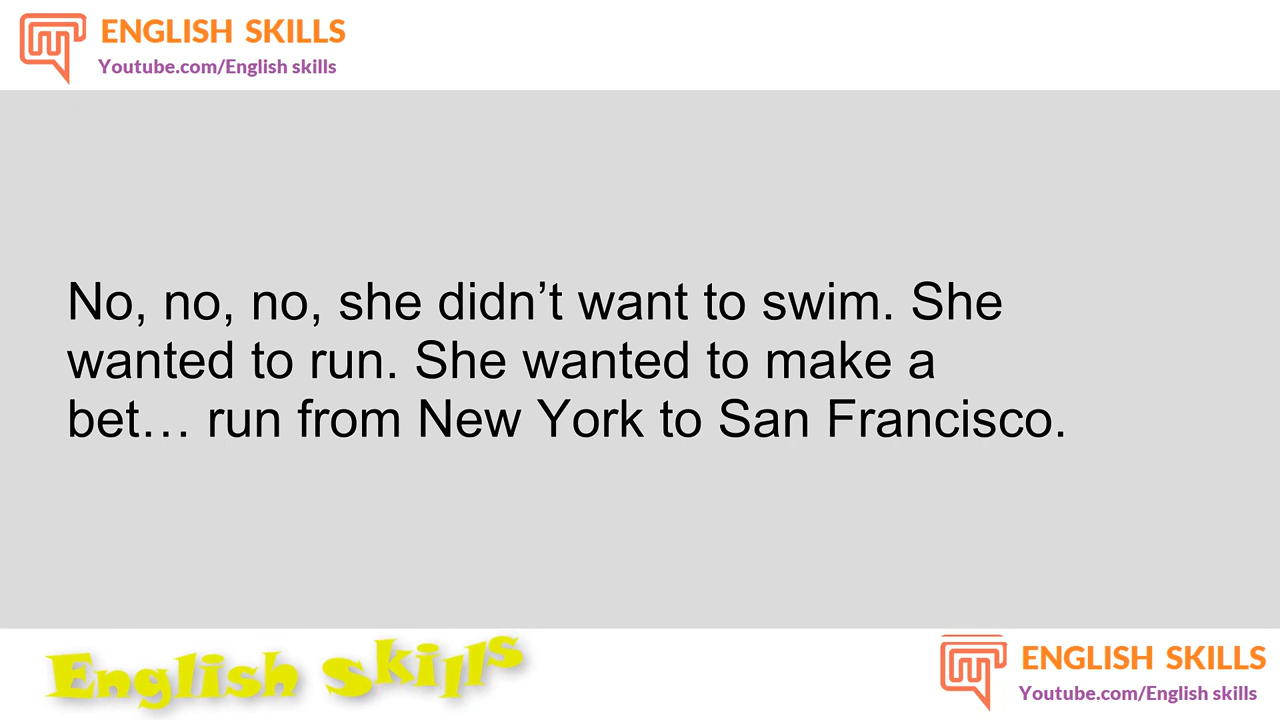 ENGLISH SKILLS
Youtube.com/English skills
No, no, no, she didn’t want to swim. She
wanted to run. She wanted to make a
bet… run from New York to San Francisco.
English Skills
ENGLISH SKILLS
Youtube.com/English skills